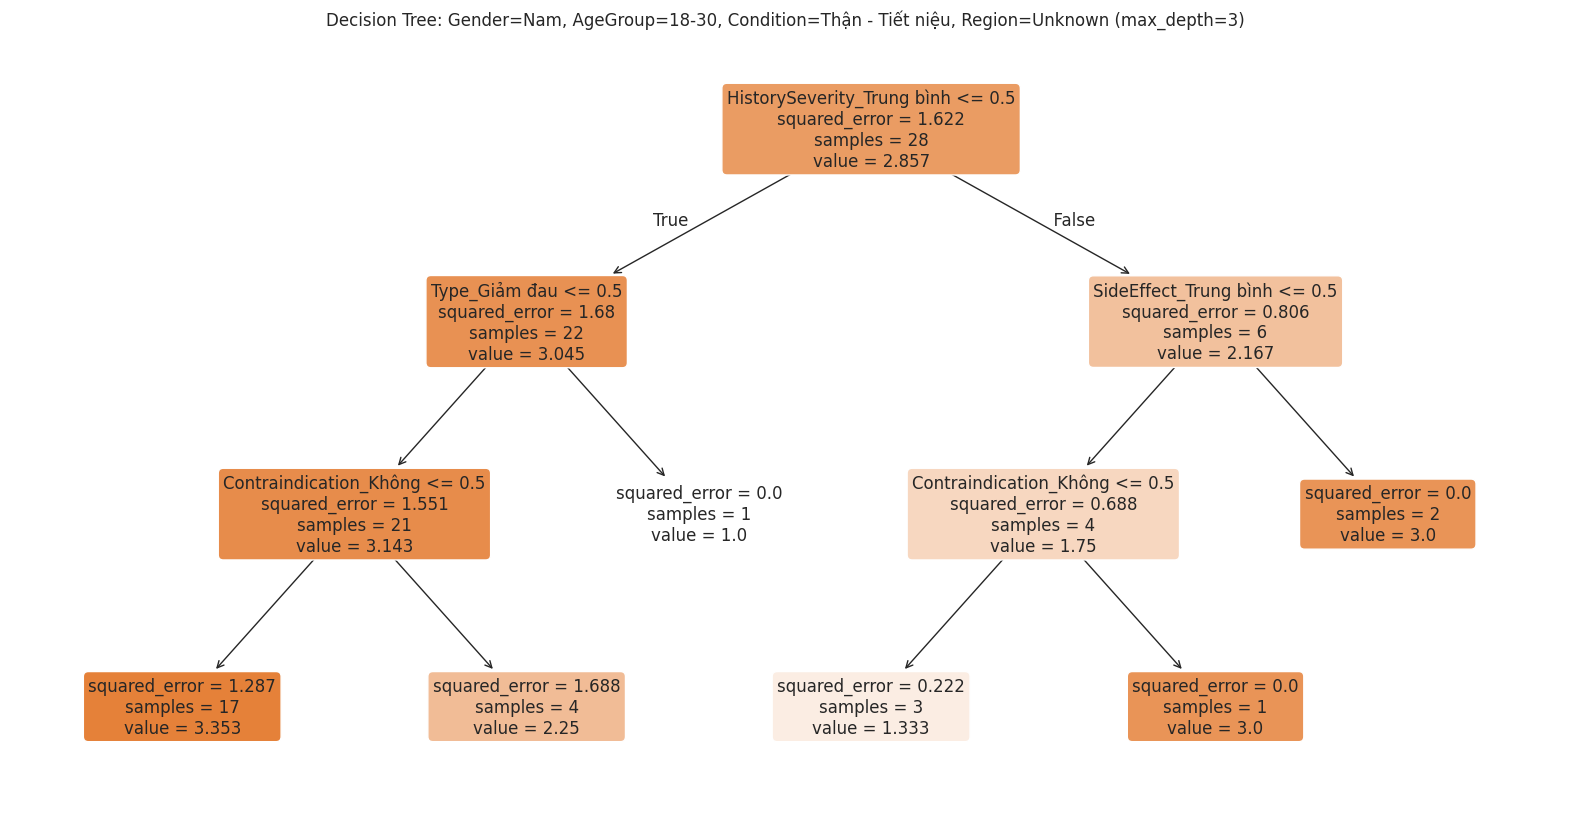 Decision Tree: Gender=Nam, AgeGroup=18-30, Condition=Thận - Tiết niệu, Region=Unknown (max_depth=3)
HistorySeverity_Trung bình <= 0.5
squared_error = 1.622
samples = 28
value = 2.857
True
False
Type_Giảm đau <= 0.5
squared_error = 1.68
samples = 22
value = 3.045
SideEffect_Trung bình <= 0.5
squared_error = 0.806
samples = 6
value = 2.167
Contraindication_Không <= 0.5
squared_error = 1.551
samples = 21
value = 3.143
squared_error = 0.0
samples = 1
value = 1.0
Contraindication_Không <= 0.5
squared_error = 0.688
samples = 4
value = 1.75
squared_error = 0.0
samples = 2
value = 3.0
squared_error = 1.287
samples = 17
value = 3.353
squared_error = 1.688
samples = 4
value = 2.25
squared_error = 0.222
samples = 3
value = 1.333
squared_error = 0.0
samples = 1
value = 3.0